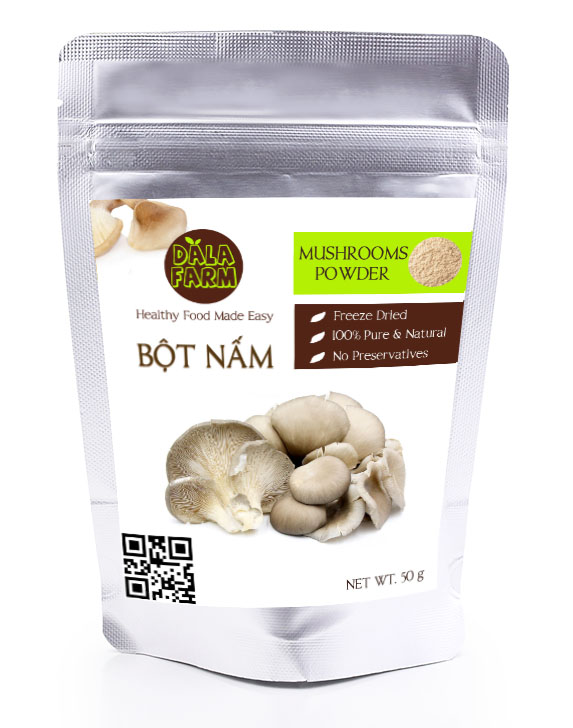 DALA
FARM
Healthy Food Made Easy
BỘT NẤM
MUSHROOMS
POWDER
Freeze Dried
100% Pure & Natural
No Preservatives
NET WT. 50 g